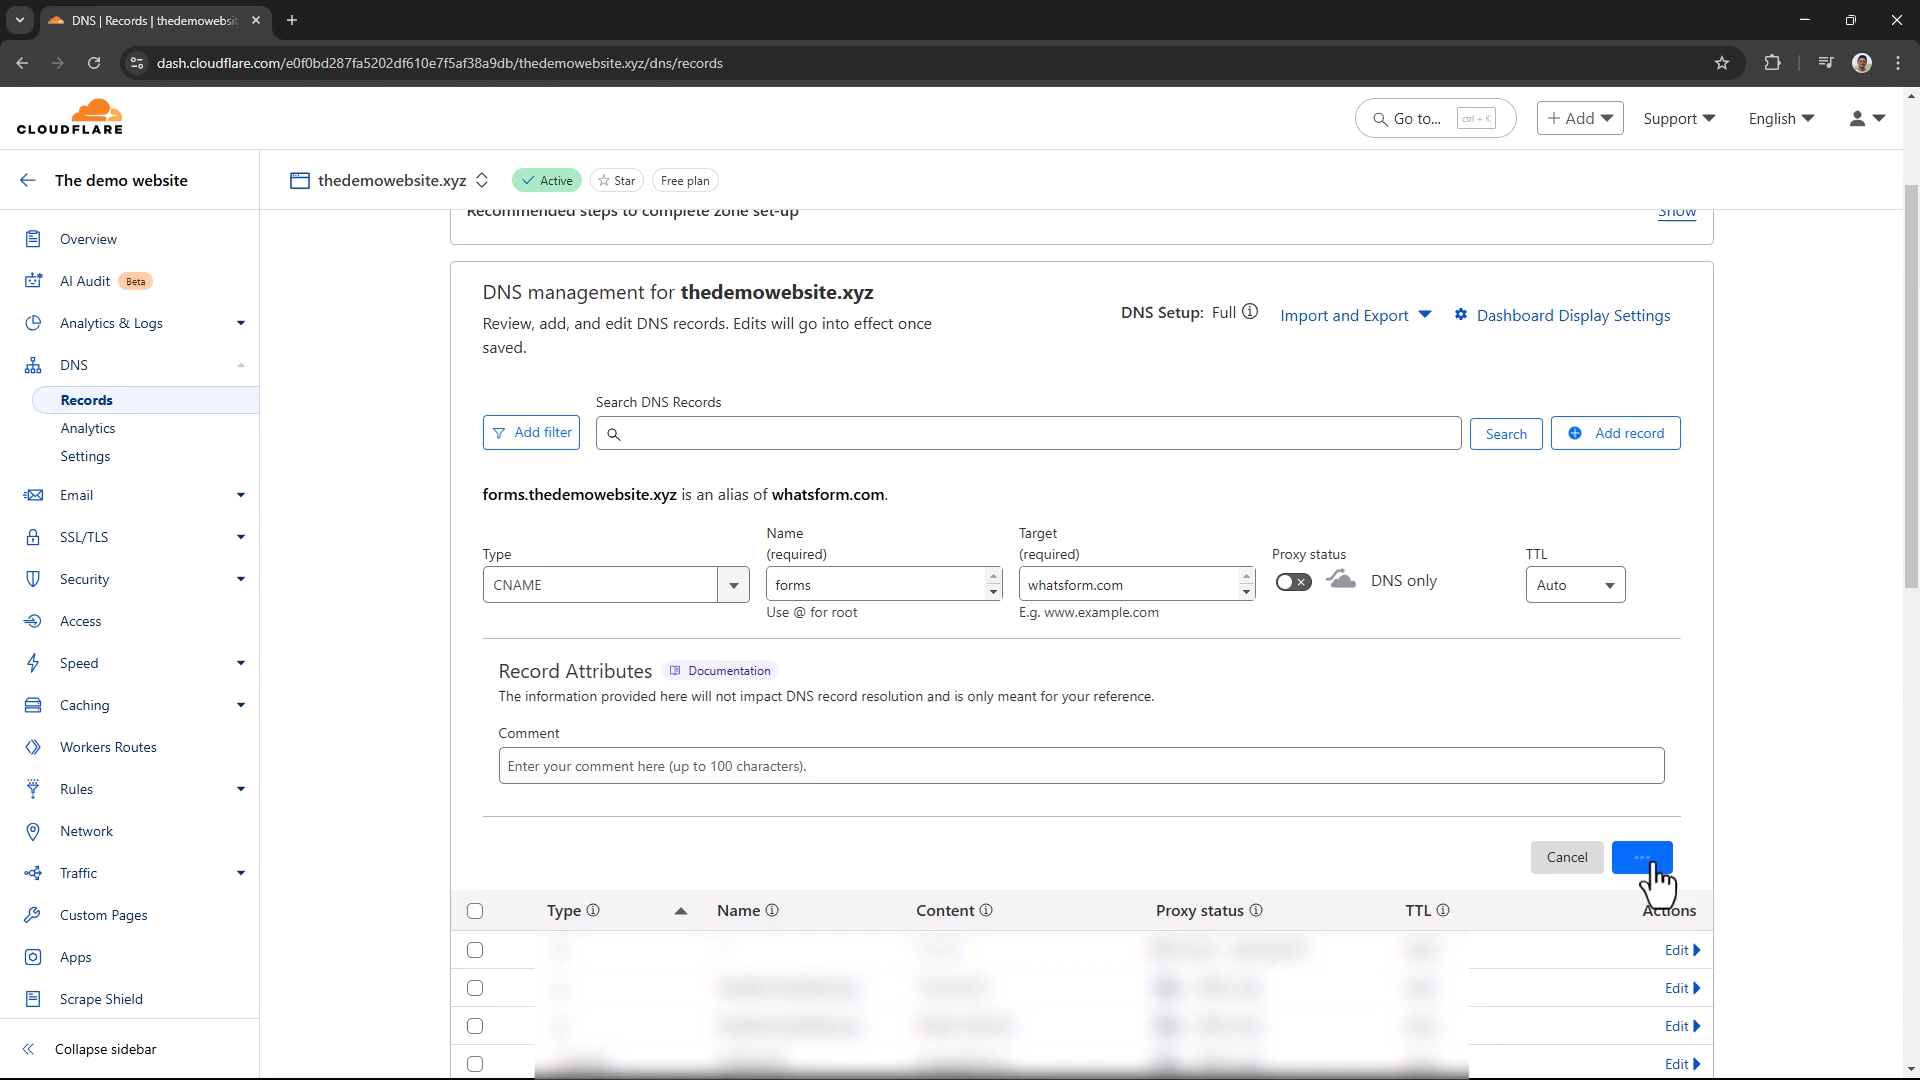 DNS | Records | thedemowebsit
dash.cloudflare.com/e0f0bd287fa5202df610e7f5af38a9db/thedemowebsite.xyz/dns/records
CLOUDFLARE
Go to...
ctrl + K
+ Add
Support
English
The demo website
thedemowebsite.xyz
Active
Star
Free plan
Overview
AI Audit
Beta
Analytics & Logs
DNS
Records
Analytics
Settings
Email
SSL/TLS
Security
Access
Speed
Caching
Workers Routes
Rules
Network
Traffic
Custom Pages
Apps
Scrape Shield
Collapse sidebar
Recommended steps to complete zone set-up
Show
DNS management for thedemowebsite.xyz
Review, add, and edit DNS records. Edits will go into effect once
saved.
DNS Setup: Full
Import and Export
Dashboard Display Settings
Search DNS Records
Add filter
Search
Add record
forms.thedemowebsite.xyz is an alias of whatsform.com.
Type
CNAME
Name
(required)
forms
Use @ for root
Target
(required)
whatsform.com
E.g. www.example.com
Proxy status
DNS only
TTL
Auto
Record Attributes
Documentation
The information provided here will not impact DNS record resolution and is only meant for your reference.
Comment
Enter your comment here (up to 100 characters).
Cancel
Type
Name
Content
Proxy status
TTL
Actions
Edit
Edit
Edit
Edit